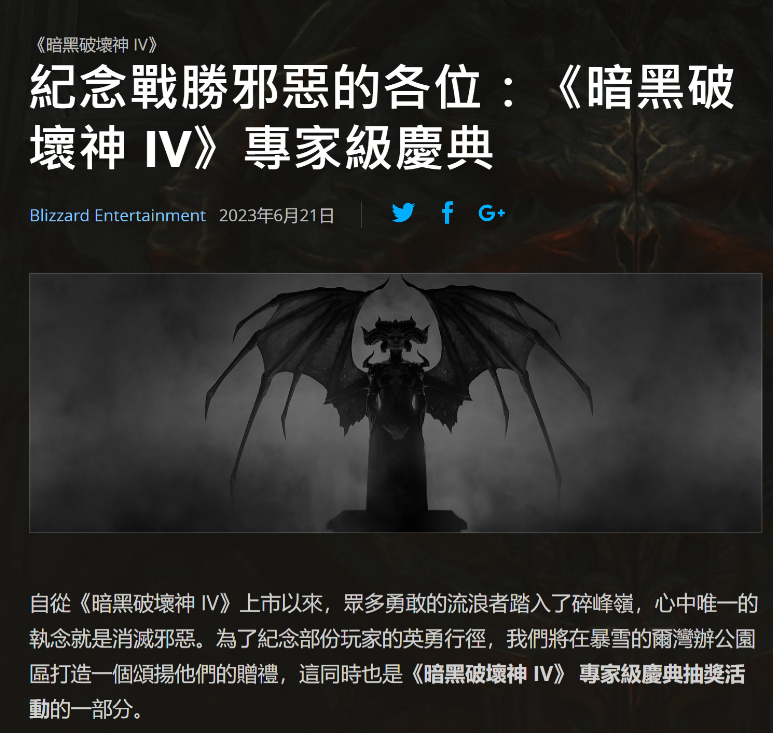 《暗黑破壞神 IV》
紀念戰勝邪惡的各位：《暗黑破
壞神 IV》專家級慶典
Blizzard Entertainment 2023年6月21日
G+
自從《暗黑破壞神 IV》上市以來，眾多勇敢的流浪者踏入了碎峰嶺，心中唯一的
執念就是消滅邪惡。為了紀念部份玩家的英勇行徑，我們將在暴雪的爾灣辦公園
區打造一個頌揚他們的贈禮，這同時也是《暗黑破壞神 IV》 專家級慶典抽獎活
動的一部分。